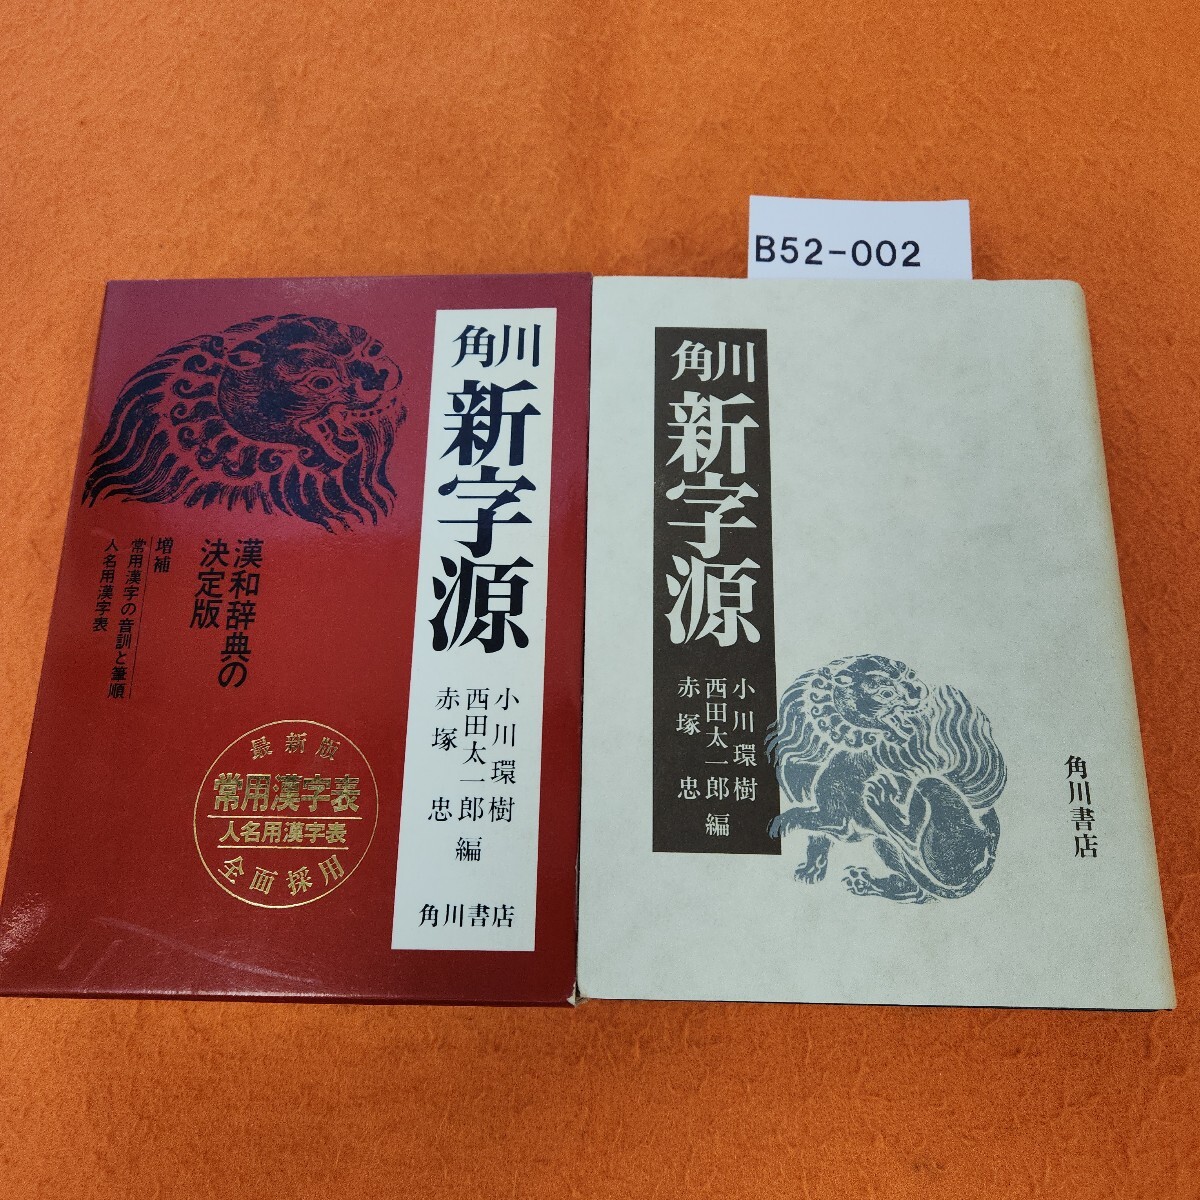 B52-002
角川
新字源
小川環樹
西田太一郎
赤塚忠
編
角川書店
漢和辞典の
決定版
増補
常用漢字の音訓と筆順
人名用漢字表
最新版
常用漢字表
人名用漢字表
全面採用
角川
新字源
小川環樹
西田太一郎
赤塚忠
編
角川書店